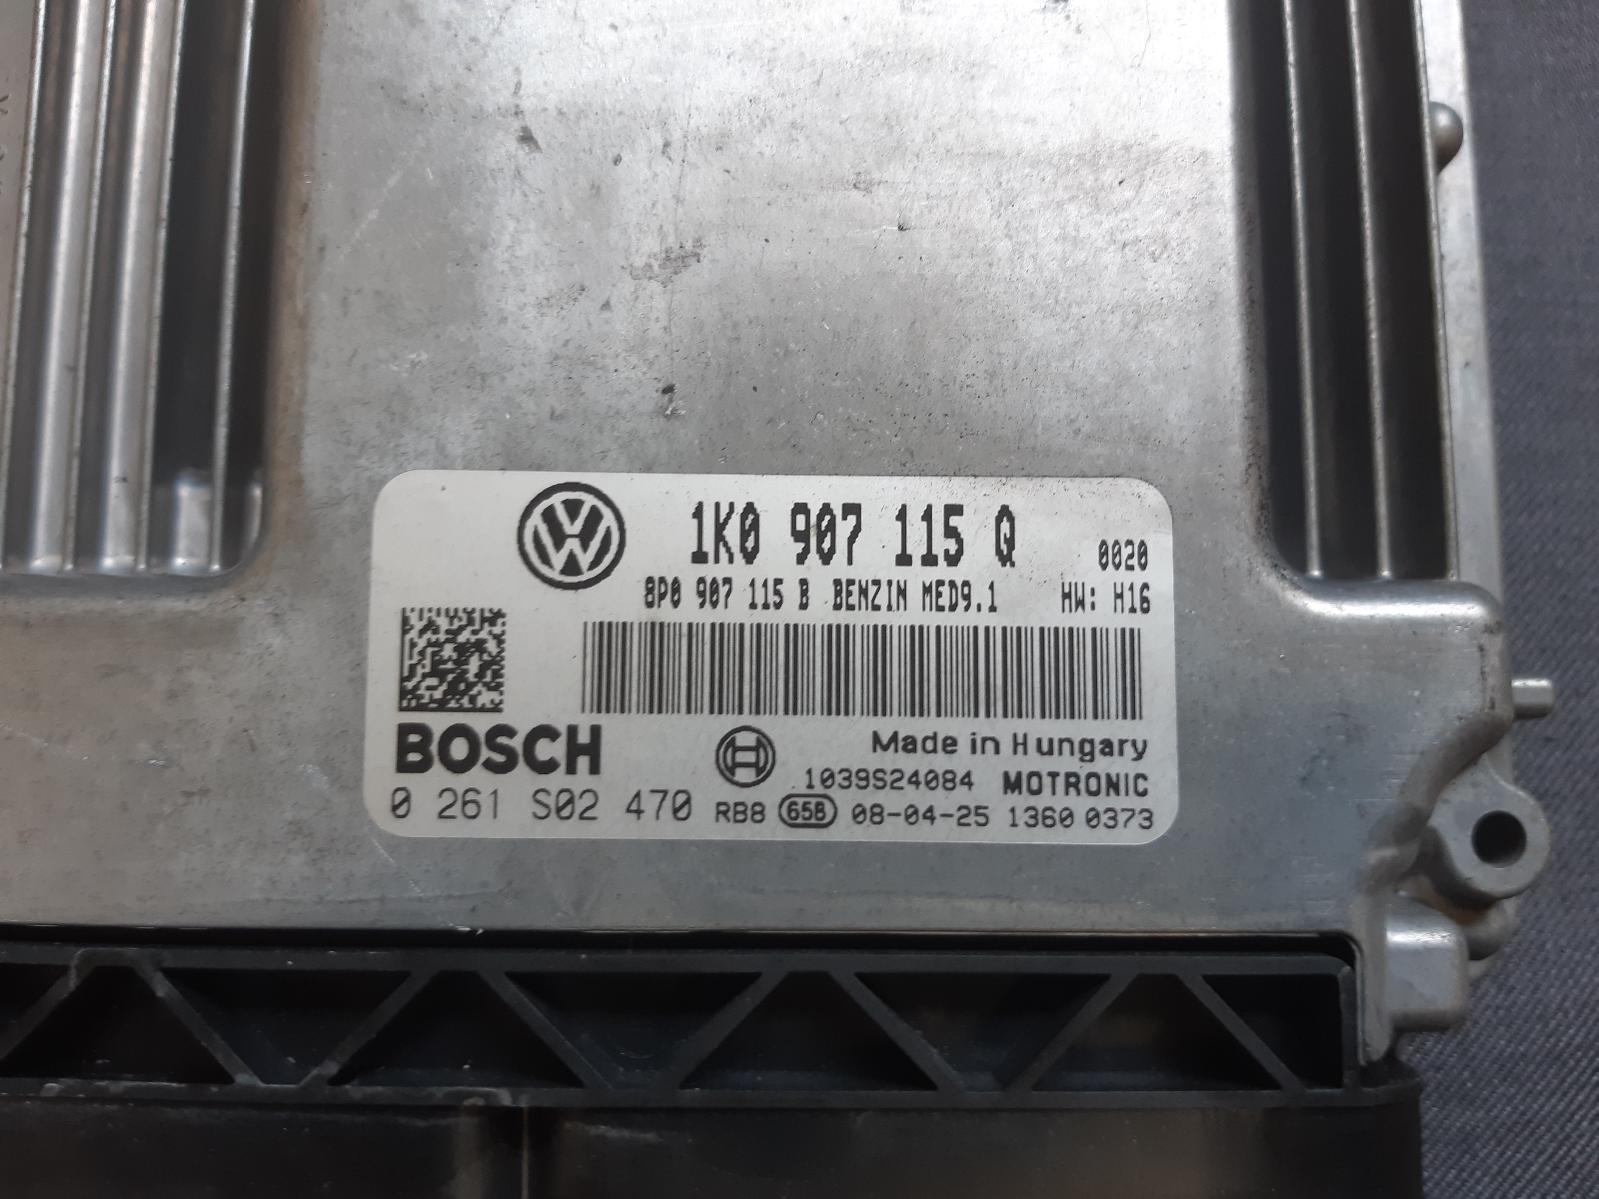 1K0 907 115 Q 0020
8P0 907 115 B BENZIN MED9.1 HW: H16
BOSCH
Made in Hungary
1039S24084 MOTRONIC
0 261 S02 470 RB8 658 08-04-25 1360 0373